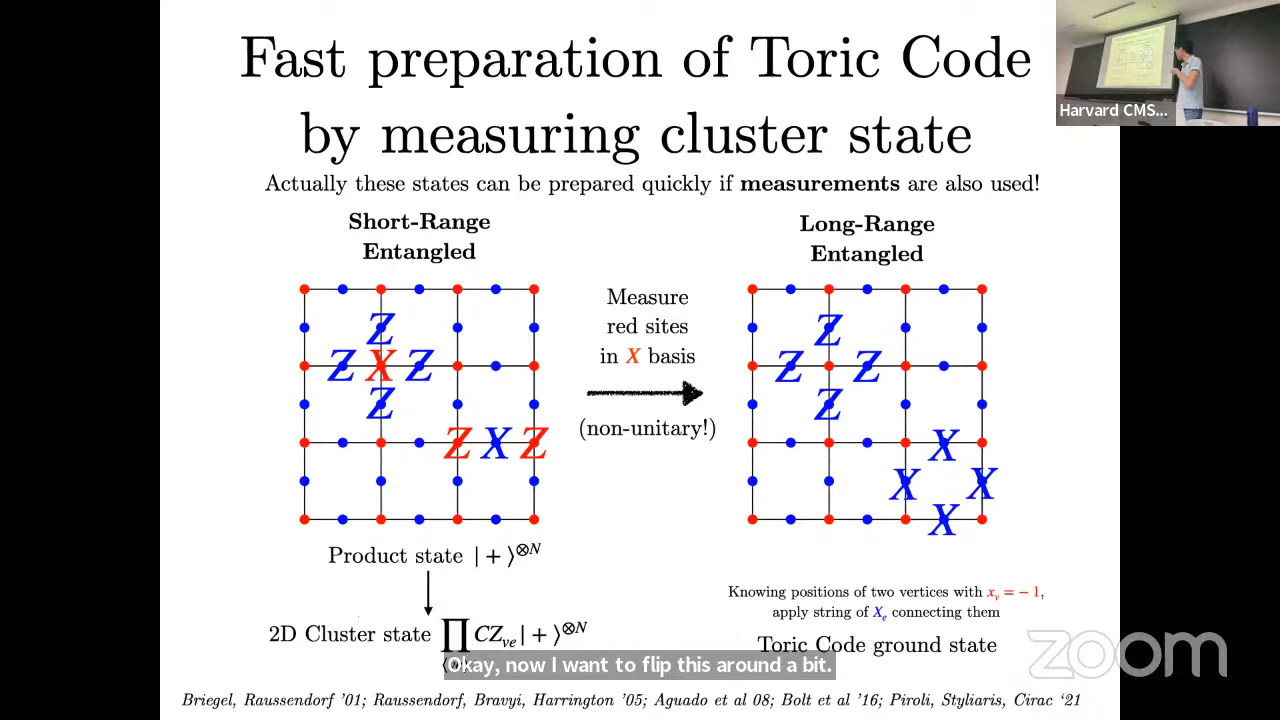 Fast preparation of Toric Code
by measuring cluster state
Harvard CMS...
Actually these states can be prepared quickly if measurements are also used!
Short-Range
Entangled
Long-Range
Entangled
Measure
red sites
in X basis
(non-unitary!)
Z
Z X Z
Z
Z X Z
Z
Z Z
Z
X
X X
X
Product state |+⟩⊗N
2D Cluster state ∏ CZve|+⟩⊗N
Knowing positions of two vertices with xv = −1,
apply string of Xe connecting them
Toric Code ground state
Okay, now I want to flip this around a bit.
zoom
Briegel, Raussendorf '01; Raussendorf, Bravyi, Harrington '05; Aguado et al 08; Bolt et al '16; Piroli, Styliaris, Cirac '21